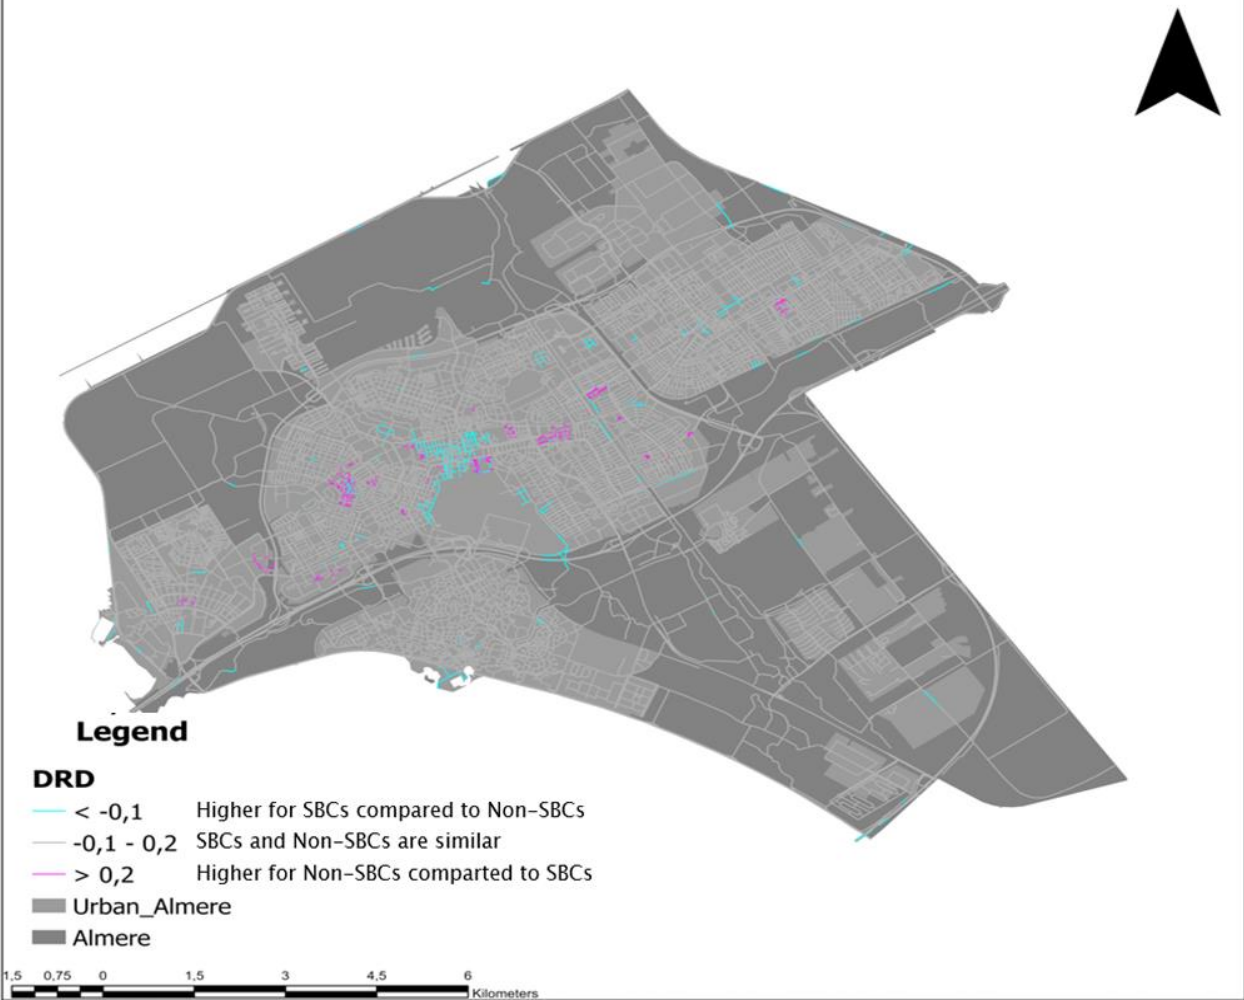 Legend
DRD
< -0,1 Higher for SBCs compared to Non-SBCs
-0,1 - 0,2 SBCs and Non-SBCs are similar
> 0,2 Higher for Non-SBCs comparted to SBCs
Urban_Almere
Almere
1,5 0,75 0 1,5 3 4,5 6
Kilometers